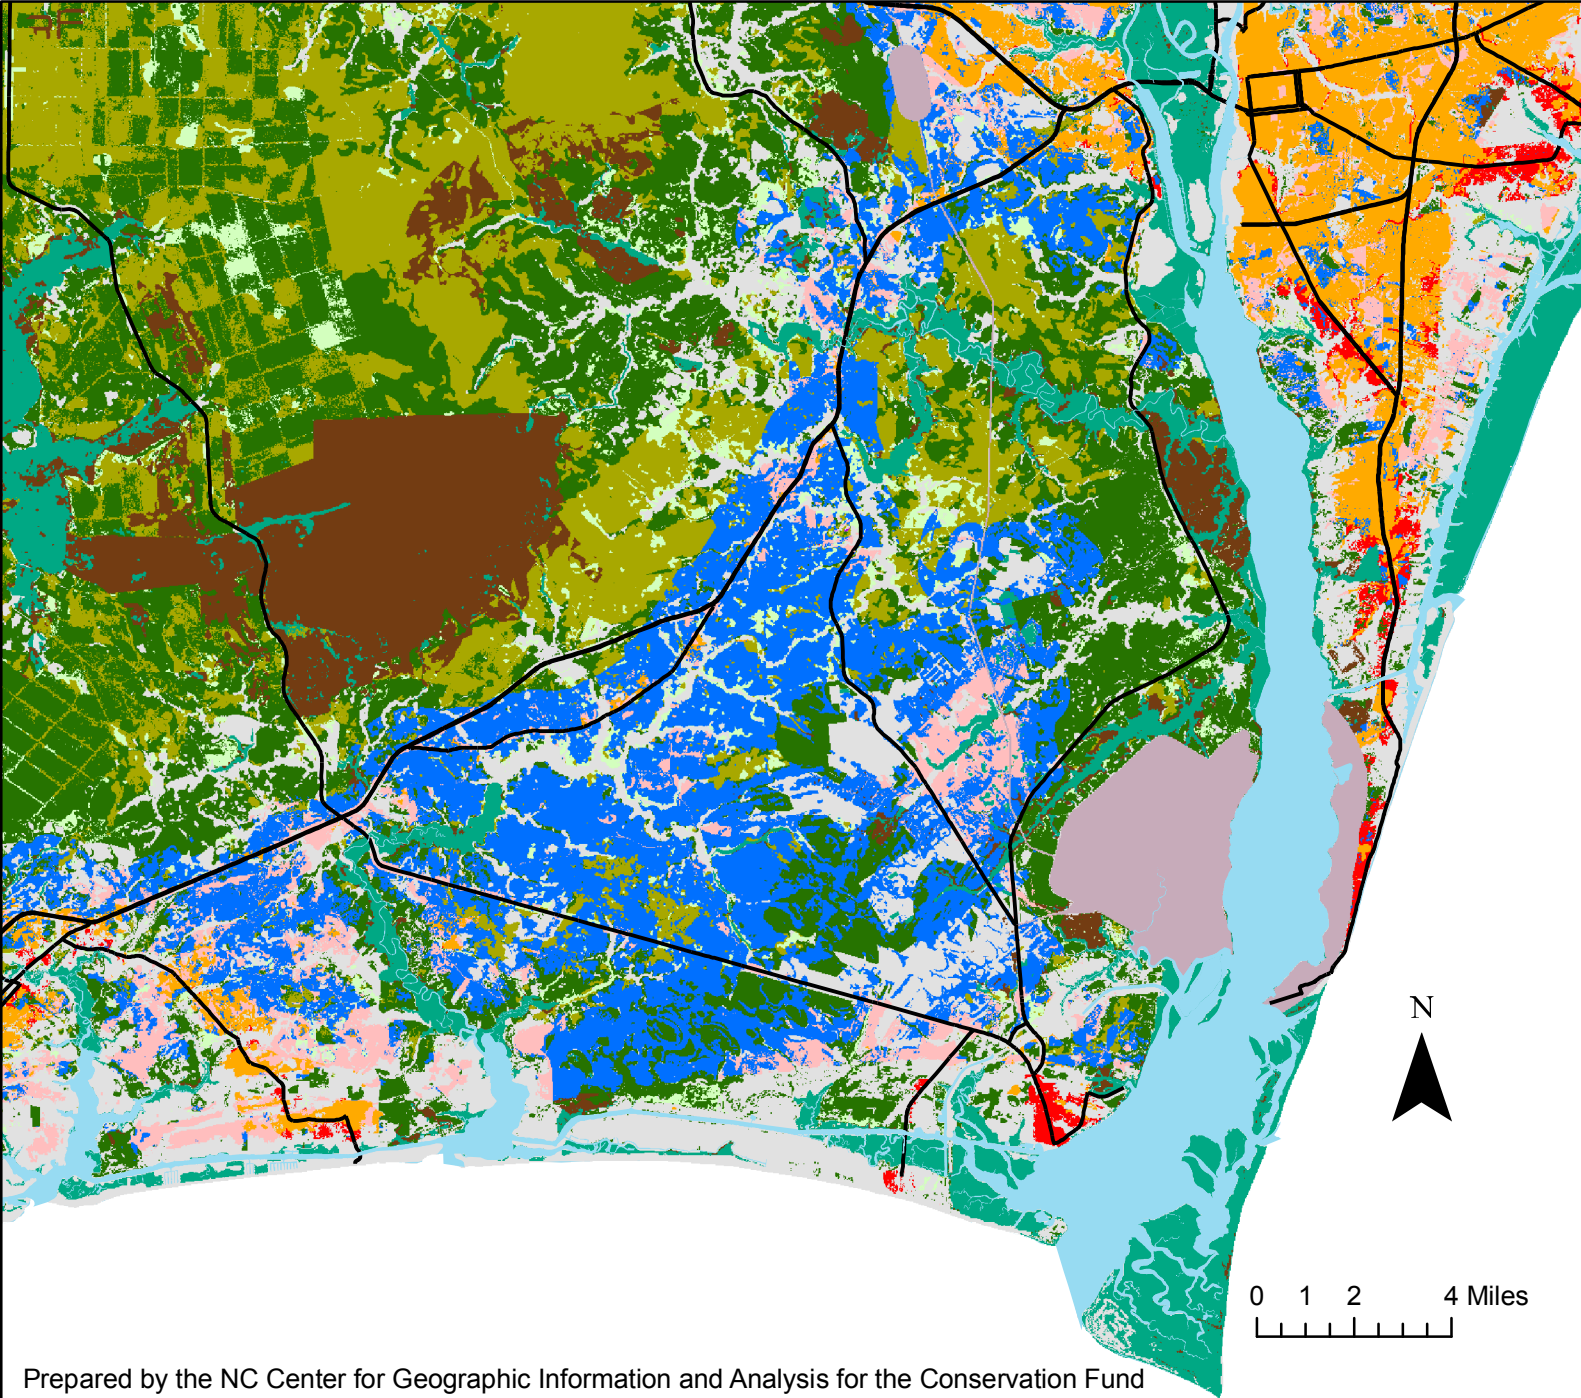 N
0 1 2 4 Miles
Prepared by the NC Center for Geographic Information and Analysis for the Conservation Fund